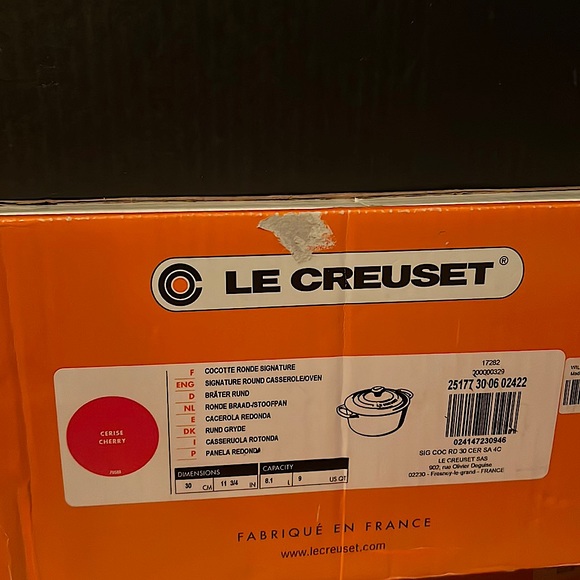 LE CREUSET®
F COCOTTE RONDE SIGNATURE
ENG SIGNATURE ROUND CASSEROLE/OVEN
D BRÄTER RUND
NL RONDE BRAAD-/STOOFPAN
E CACEROLA REDONDA
DK RUND GRYDE
I CASSERUOLA ROTONDA
P PANELA REDONDA
CERISE
CHERRY
DIMENSIONS CAPACITY
30 CM 11 3/4 IN 8.1 L 9 US QT
17282
200000329
25177 30 06 02422
024147230946
SIG COC RD 30 CER SA 4C
LE CREUSET SAS
902, rue Olivier Deguise
02230 - Fresnoy-le-grand - FRANCE
FABRIQUÉ EN FRANCE
www.lecreuset.com